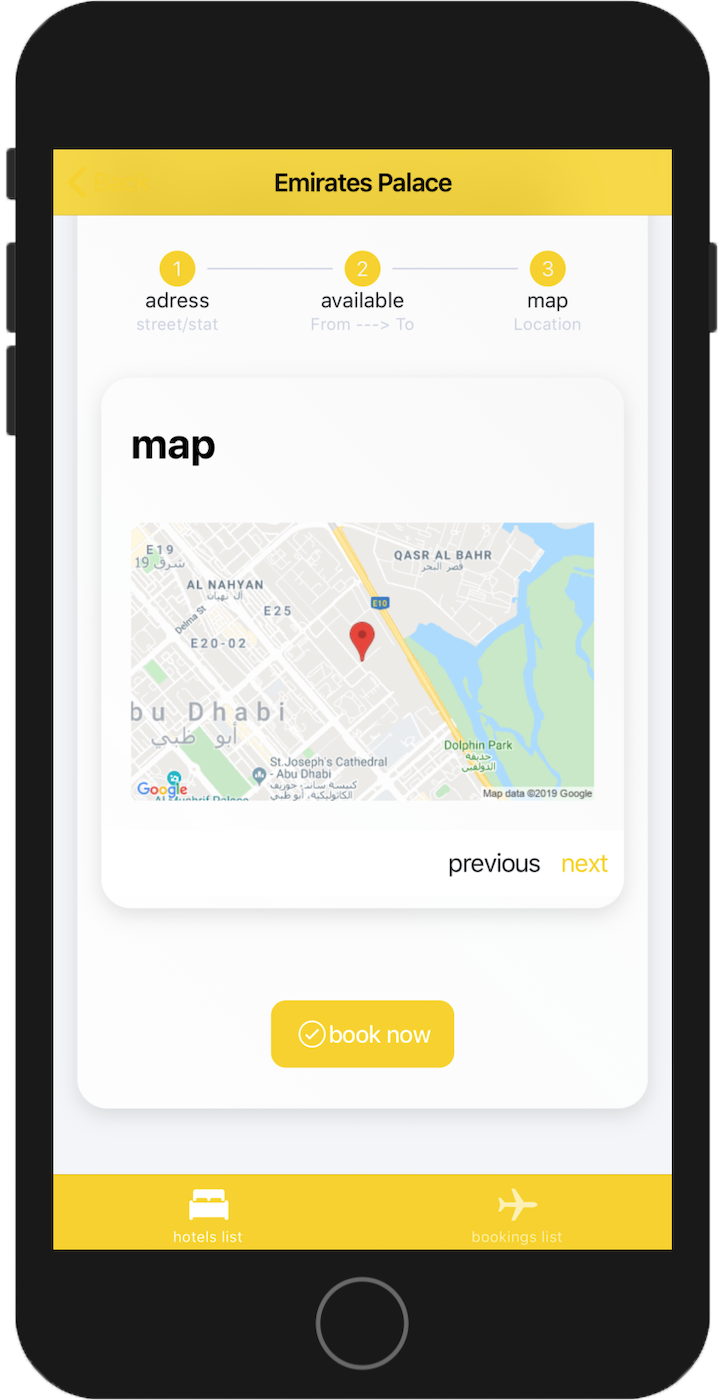 Back
Emirates Palace
1 2 3
adress available map
street/stat From ---> To Location
map
E19
شرق 19
QASR AL BAHR
قصر البحر
AL NAHYAN
آل نهيان
E10
Delma St
E25
E20-02
bu Dhabi
أبو ظبي
Dolphin Park
حديقة
الدولفين
St.Joseph's Cathedral
- Abu Dhabi
كنيسة سانت جوزيف
الكاثوليكية، أبوظبي
Google
Al Mushrif Palace
Map data ©2019 Google
previous next
book now
hotels list bookings list